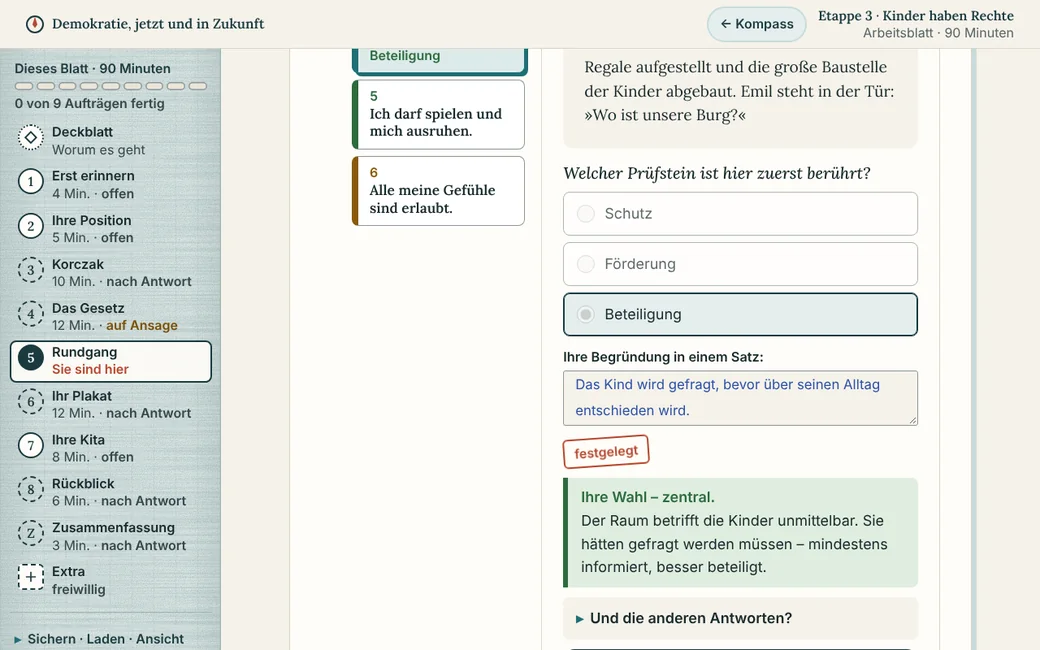 Demokratie, jetzt und in Zukunft
← Kompass
Etappe 3 · Kinder haben Rechte
Arbeitsblatt · 90 Minuten
Dieses Blatt · 90 Minuten
0 von 9 Aufträgen fertig
Deckblatt
Worum es geht
1
Erst erinnern
4 Min. · offen
2
Ihre Position
5 Min. · offen
3
Korczak
10 Min. · nach Antwort
4
Das Gesetz
12 Min. · auf Ansage
5
Rundgang
Sie sind hier
6
Ihr Plakat
12 Min. · nach Antwort
7
Ihre Kita
8 Min. · offen
8
Rückblick
6 Min. · nach Antwort
Z
Zusammenfassung
3 Min. · nach Antwort
+
Extra
freiwillig
▸ Sichern · Laden · Ansicht
Beteiligung
5
Ich darf spielen und
mich ausruhen.
6
Alle meine Gefühle
sind erlaubt.
Regale aufgestellt und die große Baustelle
der Kinder abgebaut. Emil steht in der Tür:
»Wo ist unsere Burg?«
Welcher Prüfstein ist hier zuerst berührt?
Schutz
Förderung
Beteiligung
Ihre Begründung in einem Satz:
Das Kind wird gefragt, bevor über seinen Alltag
entschieden wird.
festgelegt
Ihre Wahl – zentral.
Der Raum betrifft die Kinder unmittelbar. Sie
hätten gefragt werden müssen – mindestens
informiert, besser beteiligt.
▸ Und die anderen Antworten?